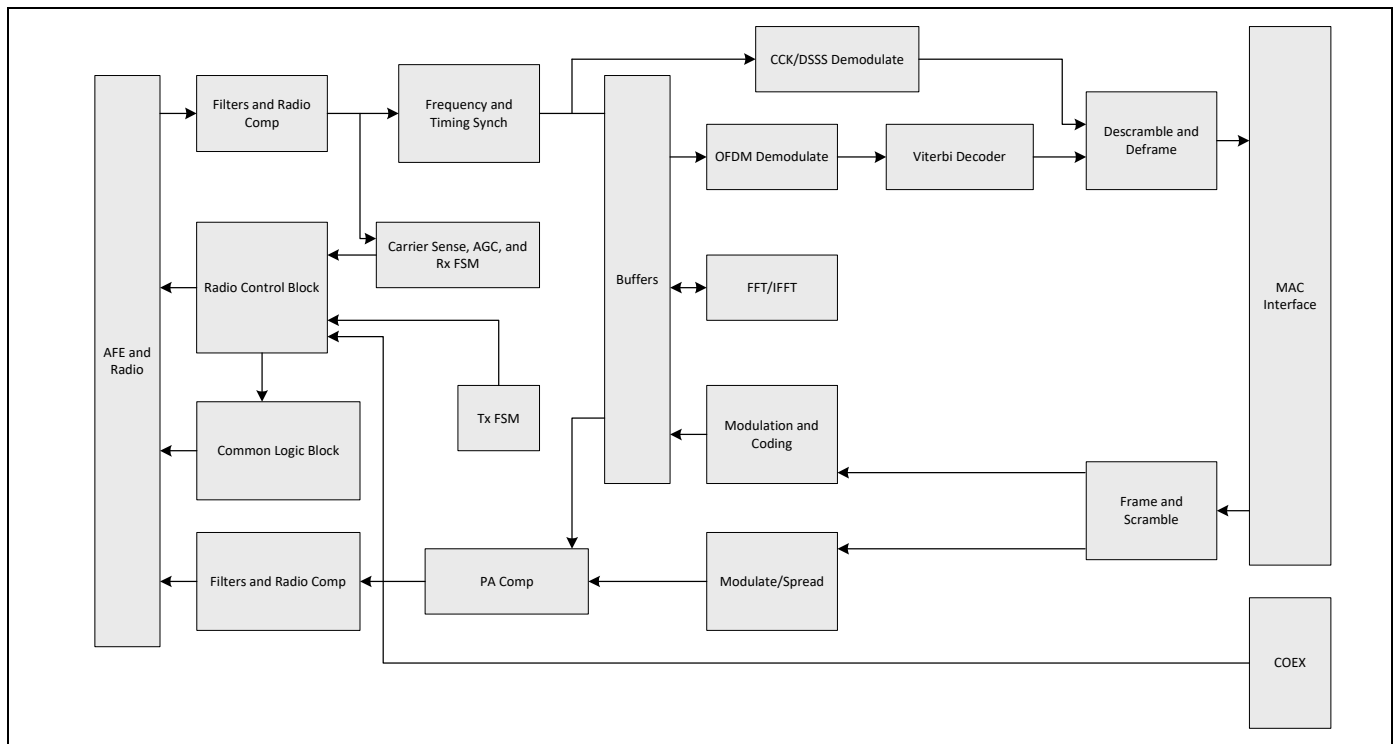 CCK/DSSS Demodulate
Filters and Radio
Comp
Frequency and
Timing Synch
Descramble and
Deframe
OFDM Demodulate
Viterbi Decoder
Carrier Sense, AGC, and
Rx FSM
Radio Control Block
Buffers
FFT/IFFT
MAC
Interface
AFE and
Radio
Tx FSM
Modulation and
Coding
Common Logic Block
Frame and
Scramble
Filters and Radio Comp
PA Comp
Modulate/Spread
COEX